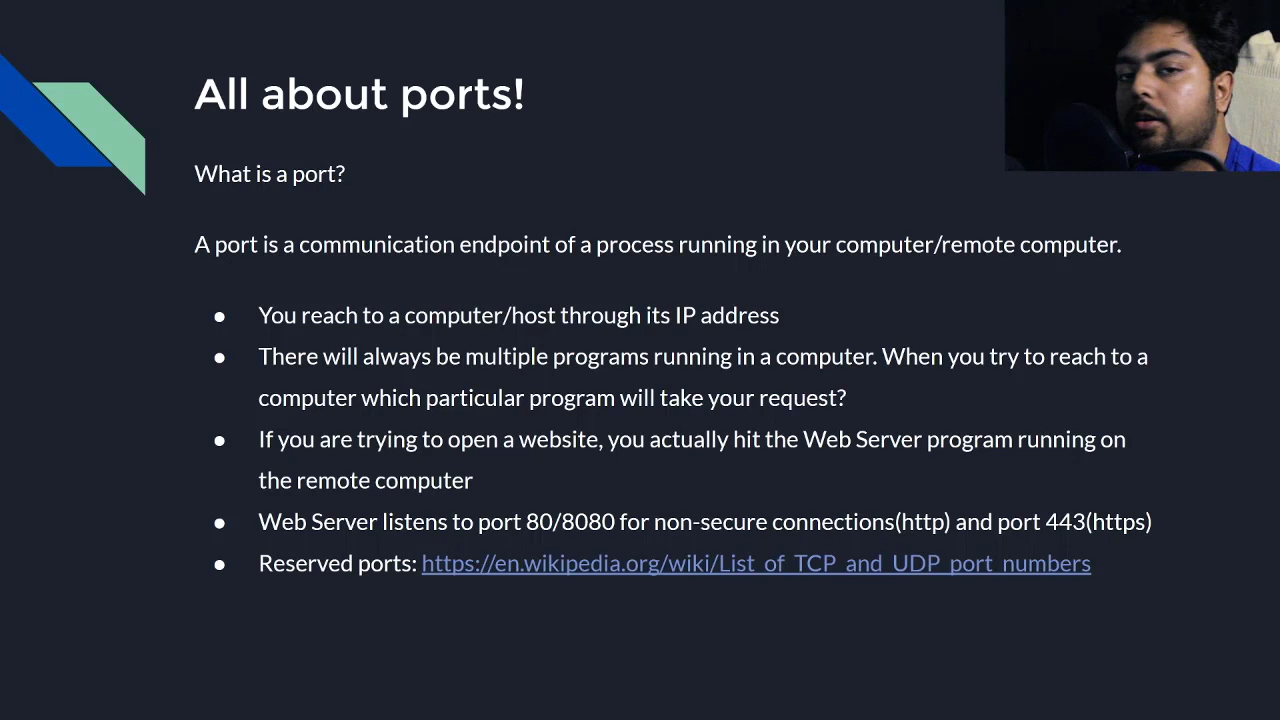 All about ports!
What is a port?
A port is a communication endpoint of a process running in your computer/remote computer.
● You reach to a computer/host through its IP address
● There will always be multiple programs running in a computer. When you try to reach to a
computer which particular program will take your request?
● If you are trying to open a website, you actually hit the Web Server program running on
the remote computer
● Web Server listens to port 80/8080 for non-secure connections(http) and port 443(https)
● Reserved ports: https://en.wikipedia.org/wiki/List_of_TCP_and_UDP_port_numbers